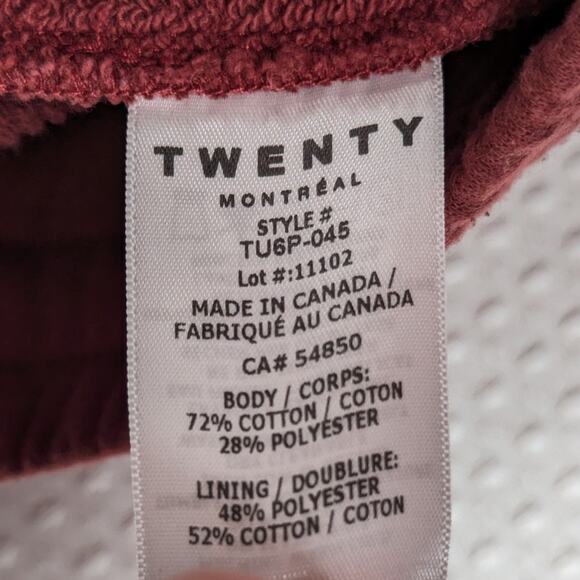 TWENTY
MONTRÉAL
STYLE #
TU6P-045
Lot #:11102
MADE IN CANADA /
FABRIQUÉ AU CANADA
CA# 54850
BODY / CORPS:
72% COTTON / COTON
28% POLYESTER
LINING / DOUBLURE:
48% POLYESTER
52% COTTON / COTON